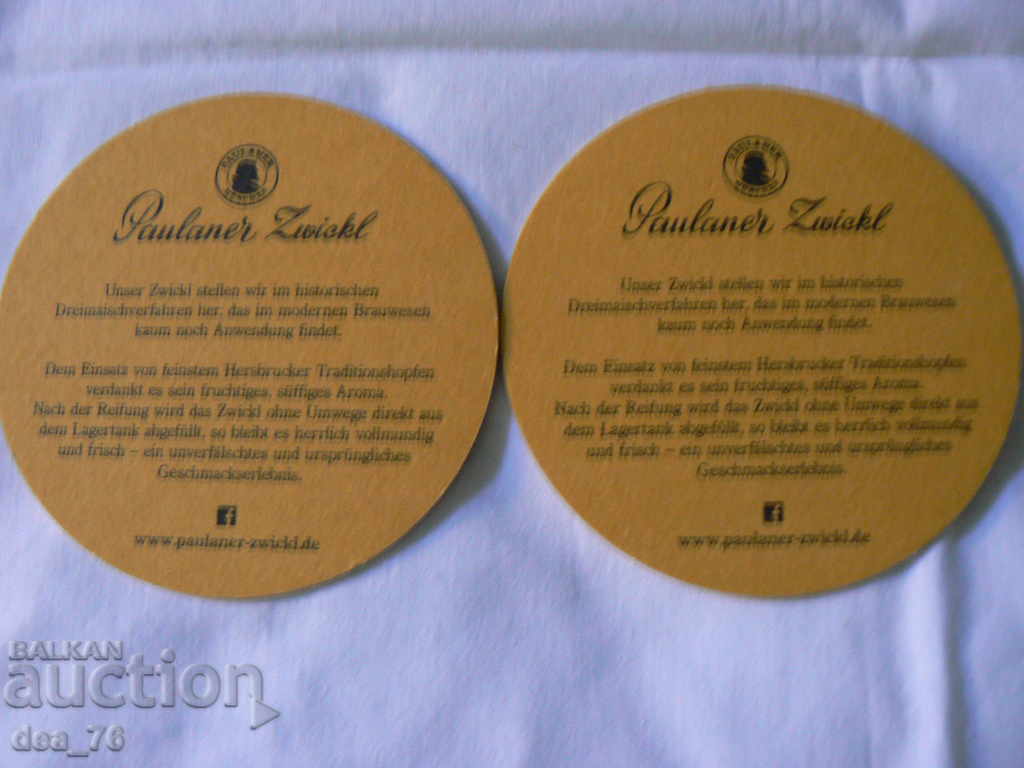 PAULANER
MÜNCHEN
Paulaner Zwickl
Unser Zwickl stellen wir im historischen
Dreimaischverfahren her, das im modernen Brauwesen
kaum noch Anwendung findet.
Dem Einsatz von feinstem Hersbrucker Traditionshopfen
verdankt es sein fruchtiges, süffiges Aroma.
Nach der Reifung wird das Zwickl ohne Umwege direkt aus
dem Lagertank abgefüllt, so bleibt es herrlich vollmundig
und frisch – ein unverfälschtes und ursprüngliches
Geschmackserlebnis.
f
www.paulaner-zwickl.de
PAULANER
MÜNCHEN
Paulaner Zwickl
Unser Zwickl stellen wir im historischen
Dreimaischverfahren her, das im modernen Brauwesen
kaum noch Anwendung findet.
Dem Einsatz von feinstem Hersbrucker Traditionshopfen
verdankt es sein fruchtiges, süffiges Aroma.
Nach der Reifung wird das Zwickl ohne Umwege direkt aus
dem Lagertank abgefüllt, so bleibt es herrlich vollmundig
und frisch – ein unverfälschtes und ursprüngliches
Geschmackserlebnis.
f
www.paulaner-zwickl.de
BALKAN
auction
dea_76